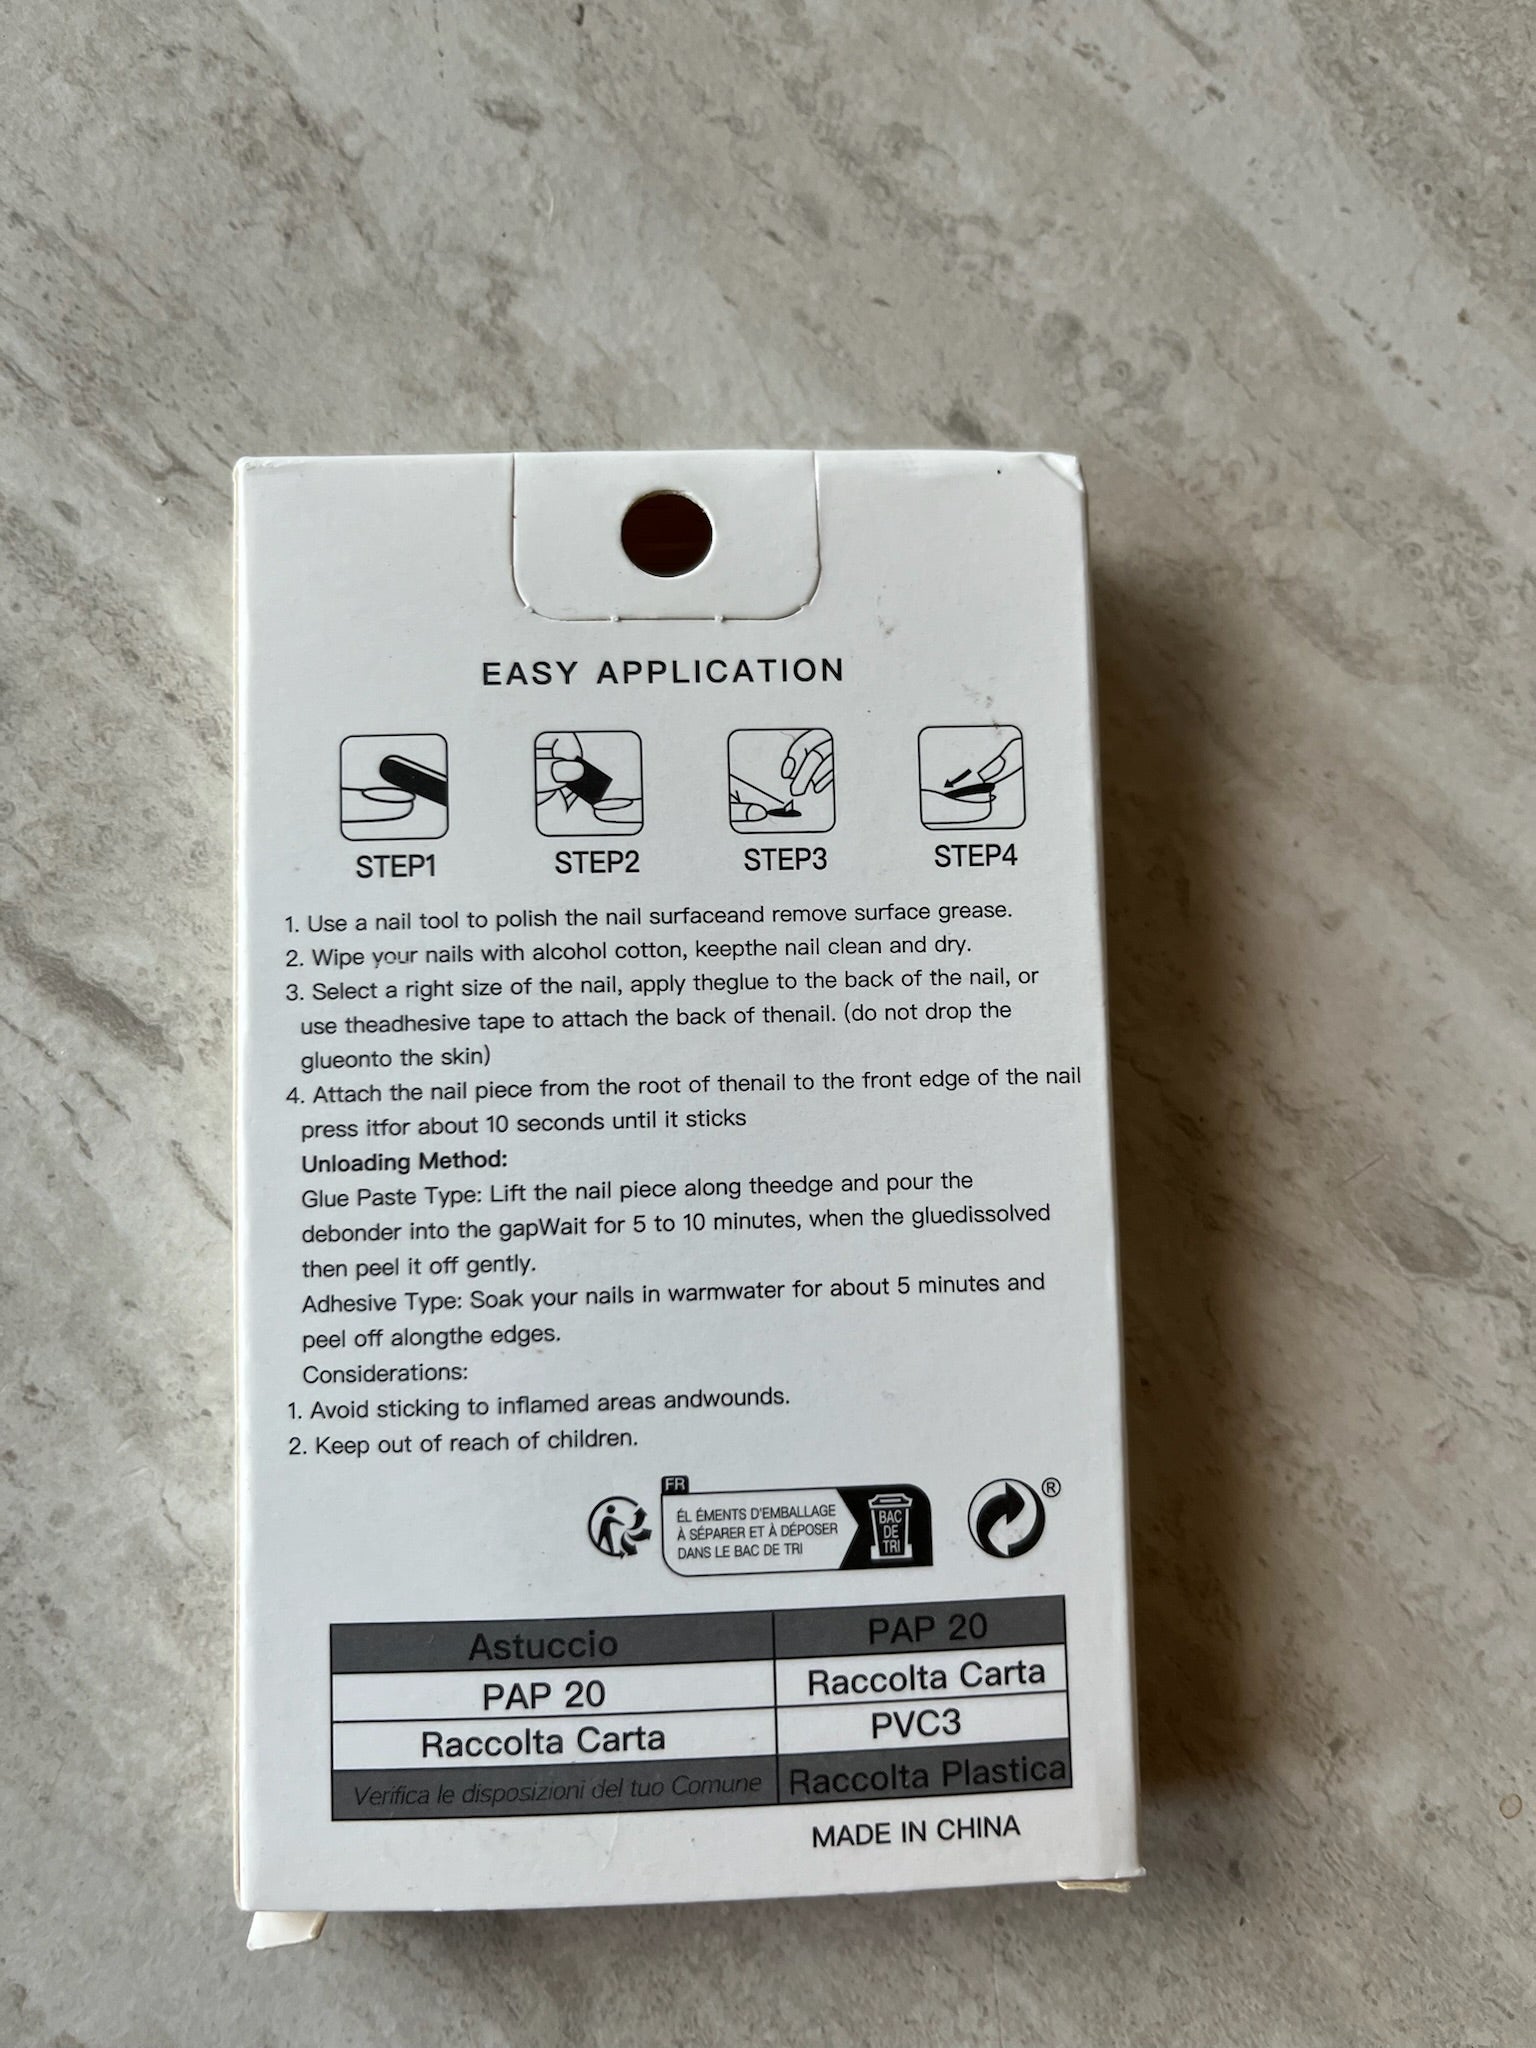 EASY APPLICATION
STEP1 STEP2 STEP3 STEP4
1. Use a nail tool to polish the nail surfaceand remove surface grease.
2. Wipe your nails with alcohol cotton, keepthe nail clean and dry.
3. Select a right size of the nail, apply theglue to the back of the nail, or
use theadhesive tape to attach the back of thenail. (do not drop the
glueonto the skin)
4. Attach the nail piece from the root of thenail to the front edge of the nail
press itfor about 10 seconds until it sticks
Unloading Method:
Glue Paste Type: Lift the nail piece along theedge and pour the
debonder into the gapWait for 5 to 10 minutes, when the gluedissolved
then peel it off gently.
Adhesive Type: Soak your nails in warmwater for about 5 minutes and
peel off alongthe edges.
Considerations:
1. Avoid sticking to inflamed areas andwounds.
2. Keep out of reach of children.
FR
ÉL ÉMENTS D'EMBALLAGE
À SÉPARER ET À DÉPOSER
DANS LE BAC DE TRI
BAC
DE
TRI
®
Astuccio
PAP 20
Raccolta Carta
Verifica le disposizioni del tuo Comune
PAP 20
Raccolta Carta
PVC3
Raccolta Plastica
MADE IN CHINA